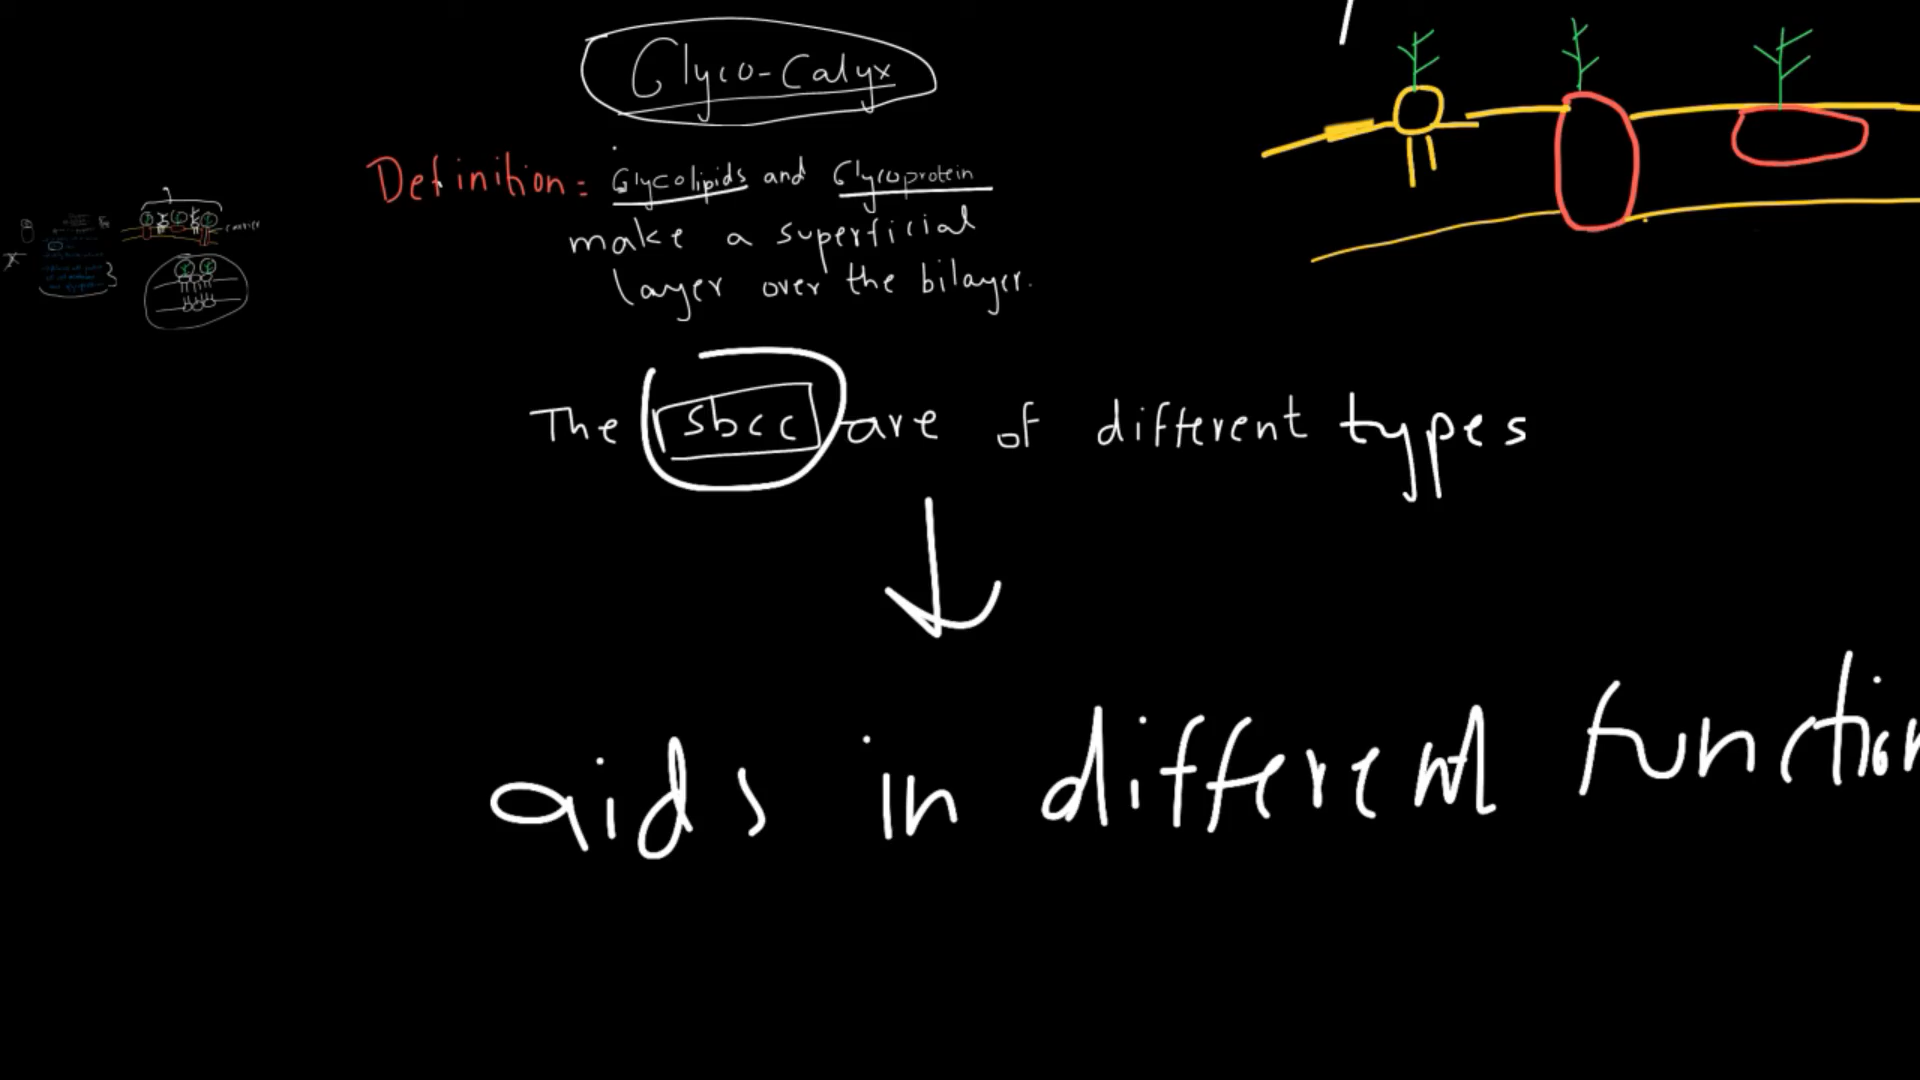 Glyco-Calyx
Definition: Glycolipids and Glycoprotein
make a superficial
layer over the bilayer.
The sbcc are of different types
aids in different function
carrier